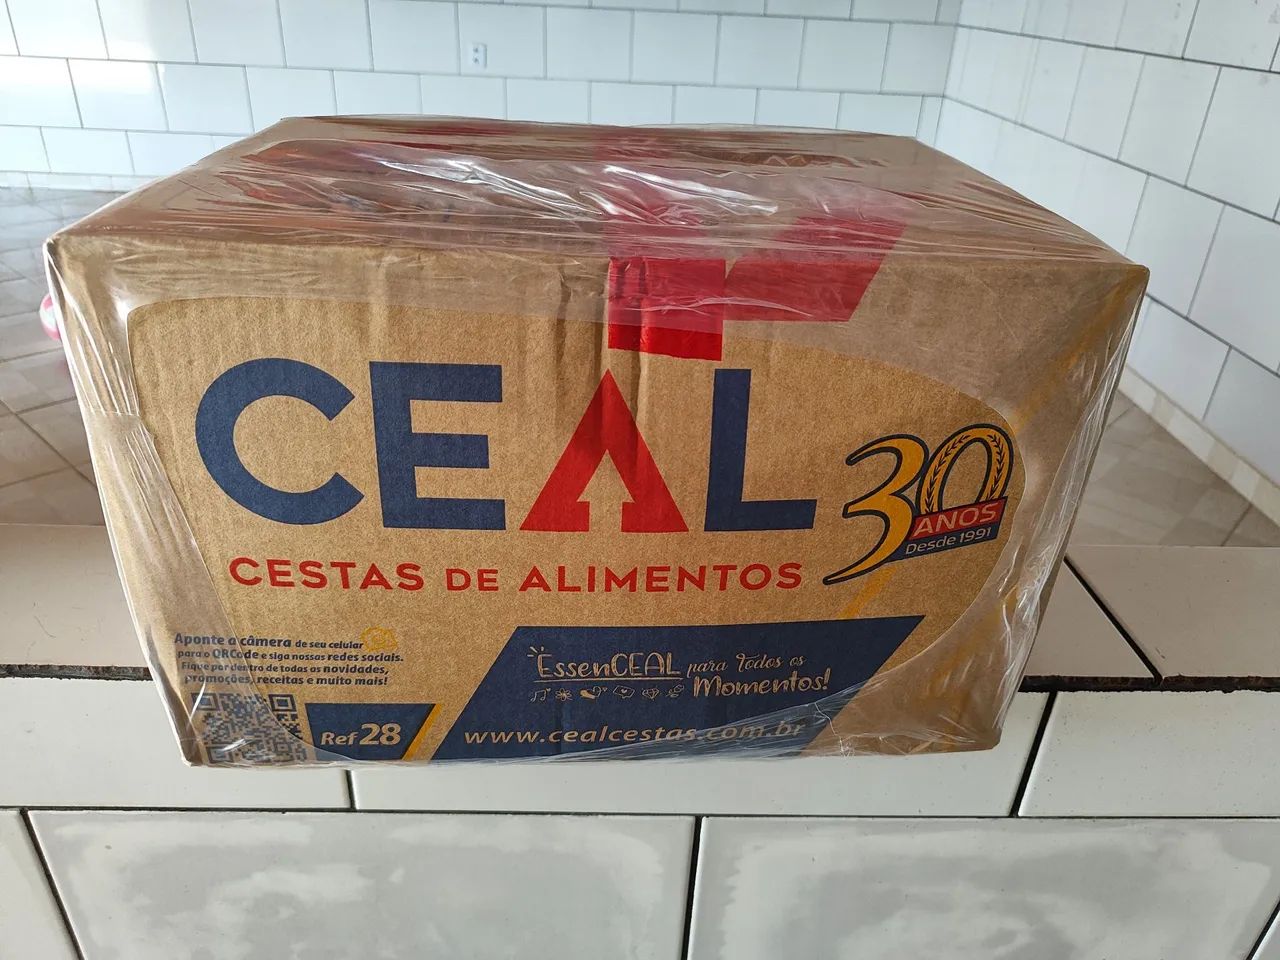 CEAL
CESTAS DE ALIMENTOS
30
ANOS
Desde 1991
Aponte a câmera de seu celular
para o QRCode e siga nossas redes sociais.
Fique por dentro de todas as novidades,
promoções, receitas e muito mais!
Ref 28
EssenCEAL para Todos os
Momentos!
www.cealcestas.com.br